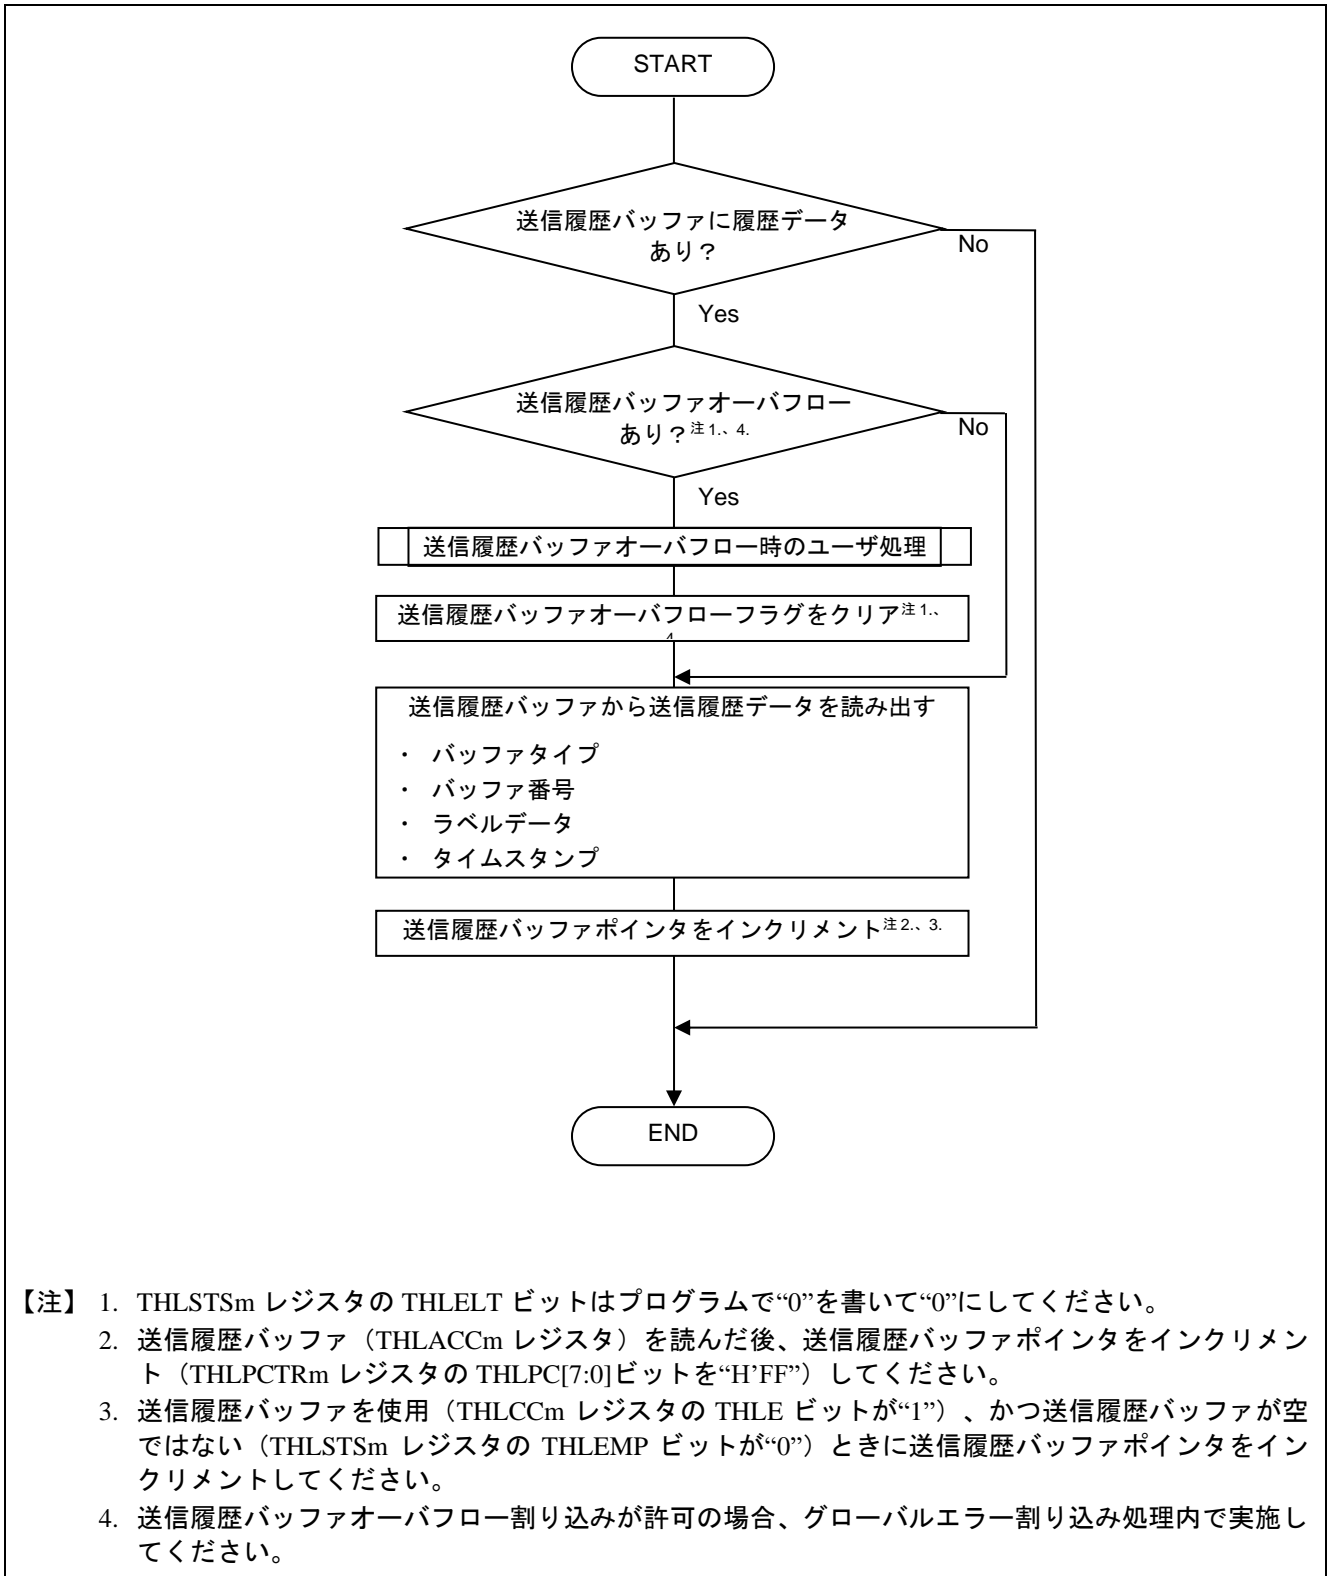 START
送信履歴バッファに履歴データ
あり？
No
Yes
送信履歴バッファオーバフロー
あり？注1.、4.
No
Yes
送信履歴バッファオーバフロー時のユーザ処理
送信履歴バッファオーバフローフラグをクリア注1.、
送信履歴バッファから送信履歴データを読み出す
・ バッファタイプ
・ バッファ番号
・ ラベルデータ
・ タイムスタンプ
送信履歴バッファポインタをインクリメント注2.、3.
END
【注】 1. THLSTSm レジスタの THLELT ビットはプログラムで“0”を書いて“0”にしてください。
2. 送信履歴バッファ（THLACCm レジスタ）を読んだ後、送信履歴バッファポインタをインクリメン
ト（THLPCTRm レジスタの THLPC[7:0]ビットを“H’FF”）してください。
3. 送信履歴バッファを使用（THLCCm レジスタの THLE ビットが“1”）、かつ送信履歴バッファが空
ではない（THLSTSm レジスタの THLEMP ビットが“0”）ときに送信履歴バッファポインタをイン
クリメントしてください。
4. 送信履歴バッファオーバフロー割り込みが許可の場合、グローバルエラー割り込み処理内で実施し
てください。